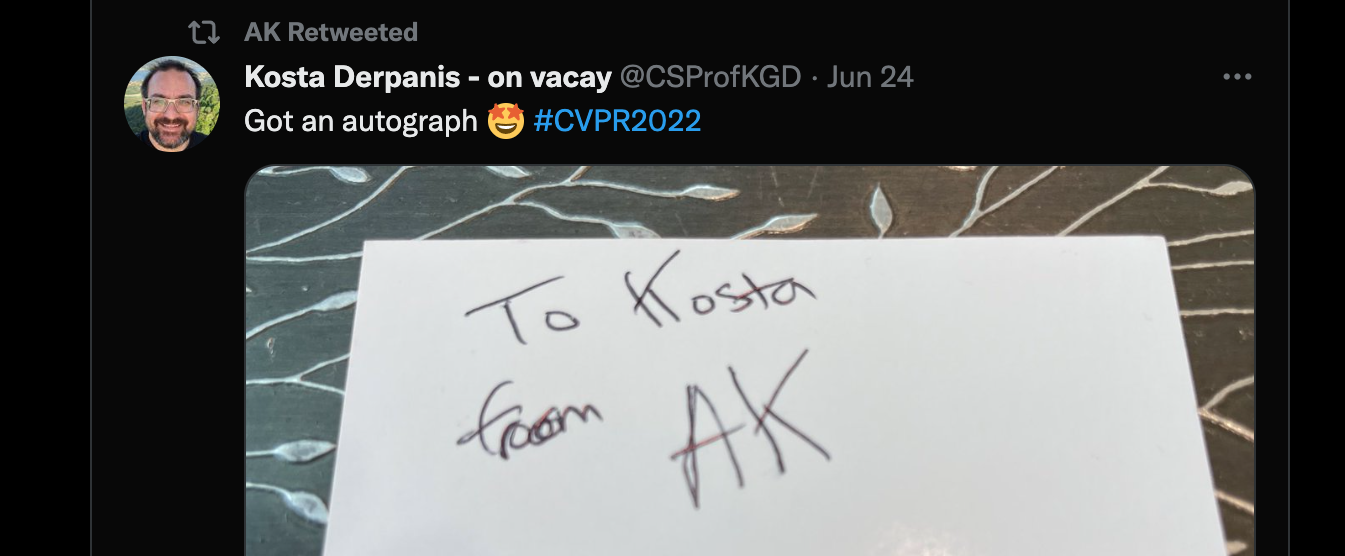 AK Retweeted
Kosta Derpanis - on vacay @CSProfKGD · Jun 24
Got an autograph 🤩 #CVPR2022
To Kosta
from AK